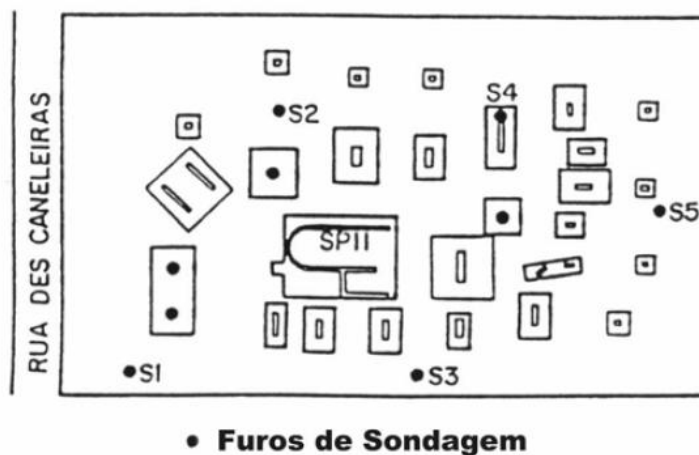 RUA DES CANELEIRAS
S2
S4
S5
SP11
S1
S3
• Furos de Sondagem